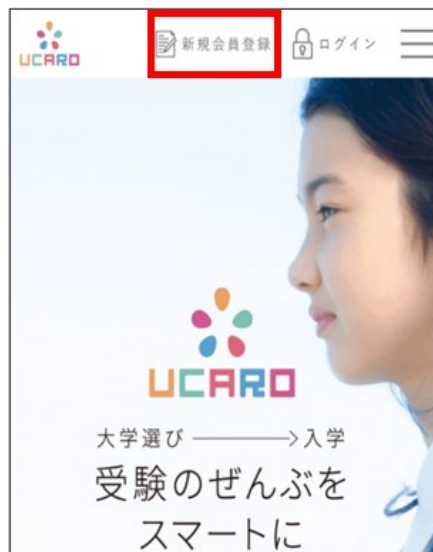 UCARO
新規会員登録
ログイン
UCARO
大学選び ———> 入学
受験のぜんぶを
スマートに